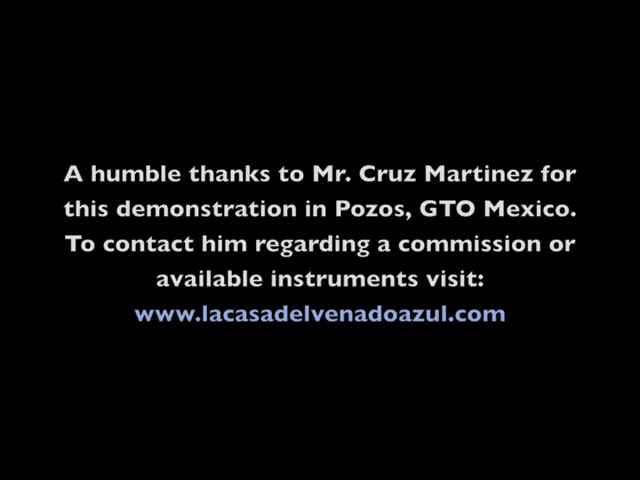 A humble thanks to Mr. Cruz Martinez for
this demonstration in Pozos, GTO Mexico.
To contact him regarding a commission or
available instruments visit:
www.lacasadelvenadoazul.com